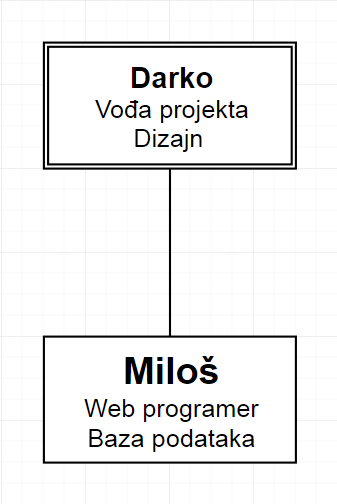 Darko
Vođa projekta
Dizajn
Miloš
Web programer
Baza podataka